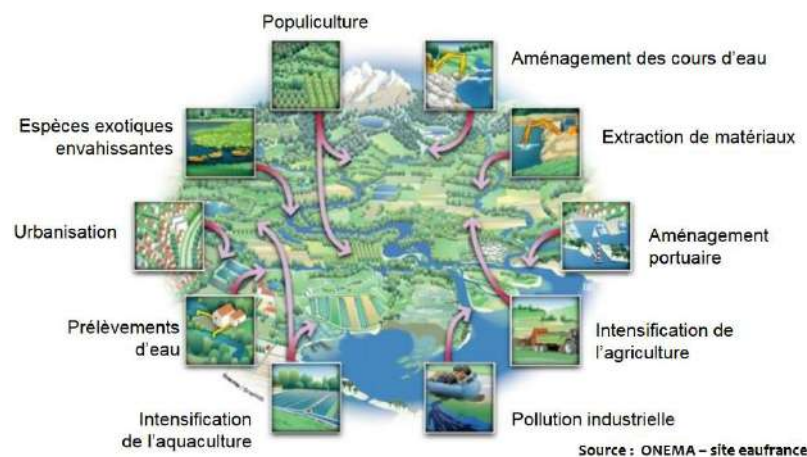 Populiculture
Aménagement des cours d'eau
Espèces exotiques
envahissantes
Extraction de matériaux
Urbanisation
Aménagement
portuaire
Prélèvements
d'eau
Intensification de
l'agriculture
Intensification
de l'aquaculture
Pollution industrielle
Source : ONEMA – site eaufrance